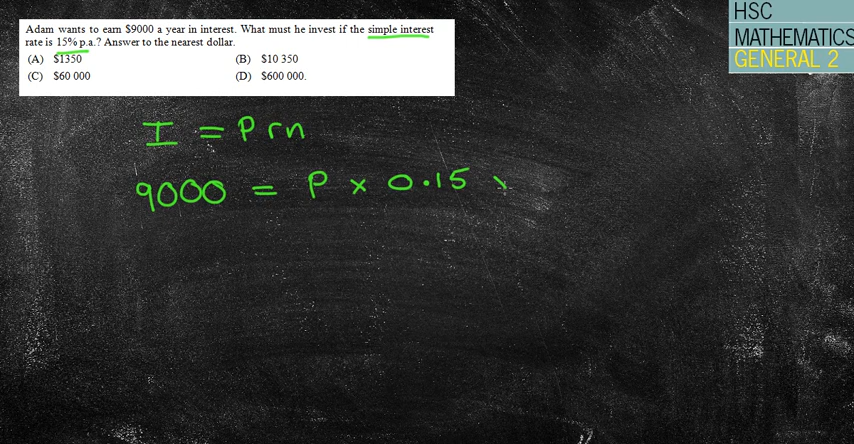 Adam wants to earn $9000 a year in interest. What must he invest if the simple interest
rate is 15% p.a.? Answer to the nearest dollar.
(A) $1350 (B) $10 350
(C) $60 000 (D) $600 000.
HSC
MATHEMATICS
GENERAL 2
I = Prn
9000 = P × 0.15